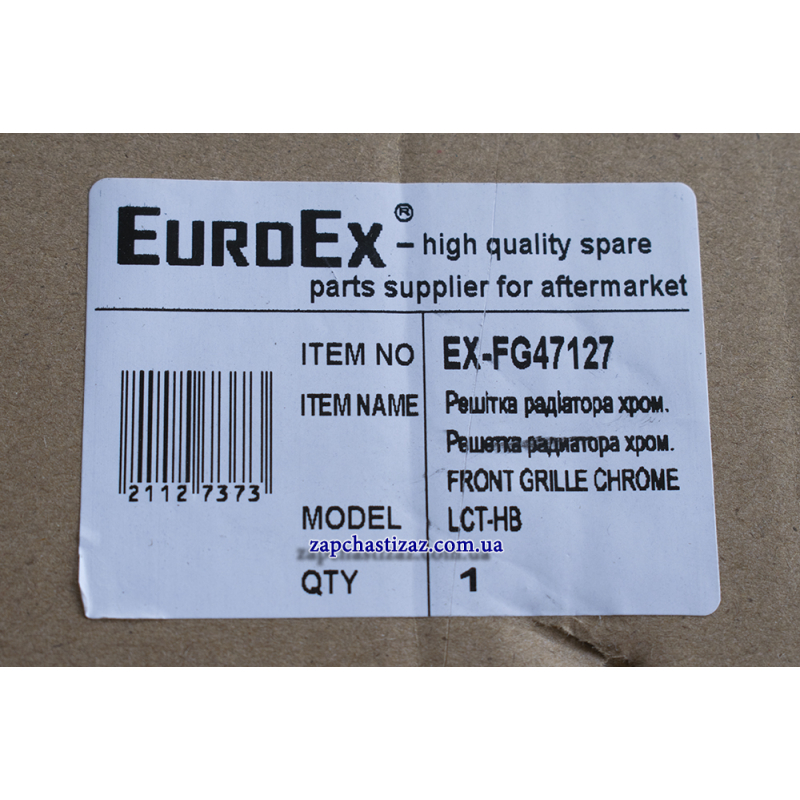 EUROEX® – high quality spare
parts supplier for aftermarket
ITEM NO EX-FG47127
ITEM NAME Решітка радіатора хром.
Решетка радиатора хром.
FRONT GRILLE CHROME
2112 7373
MODEL LCT-HB
zapchastizaz.com.ua
QTY 1